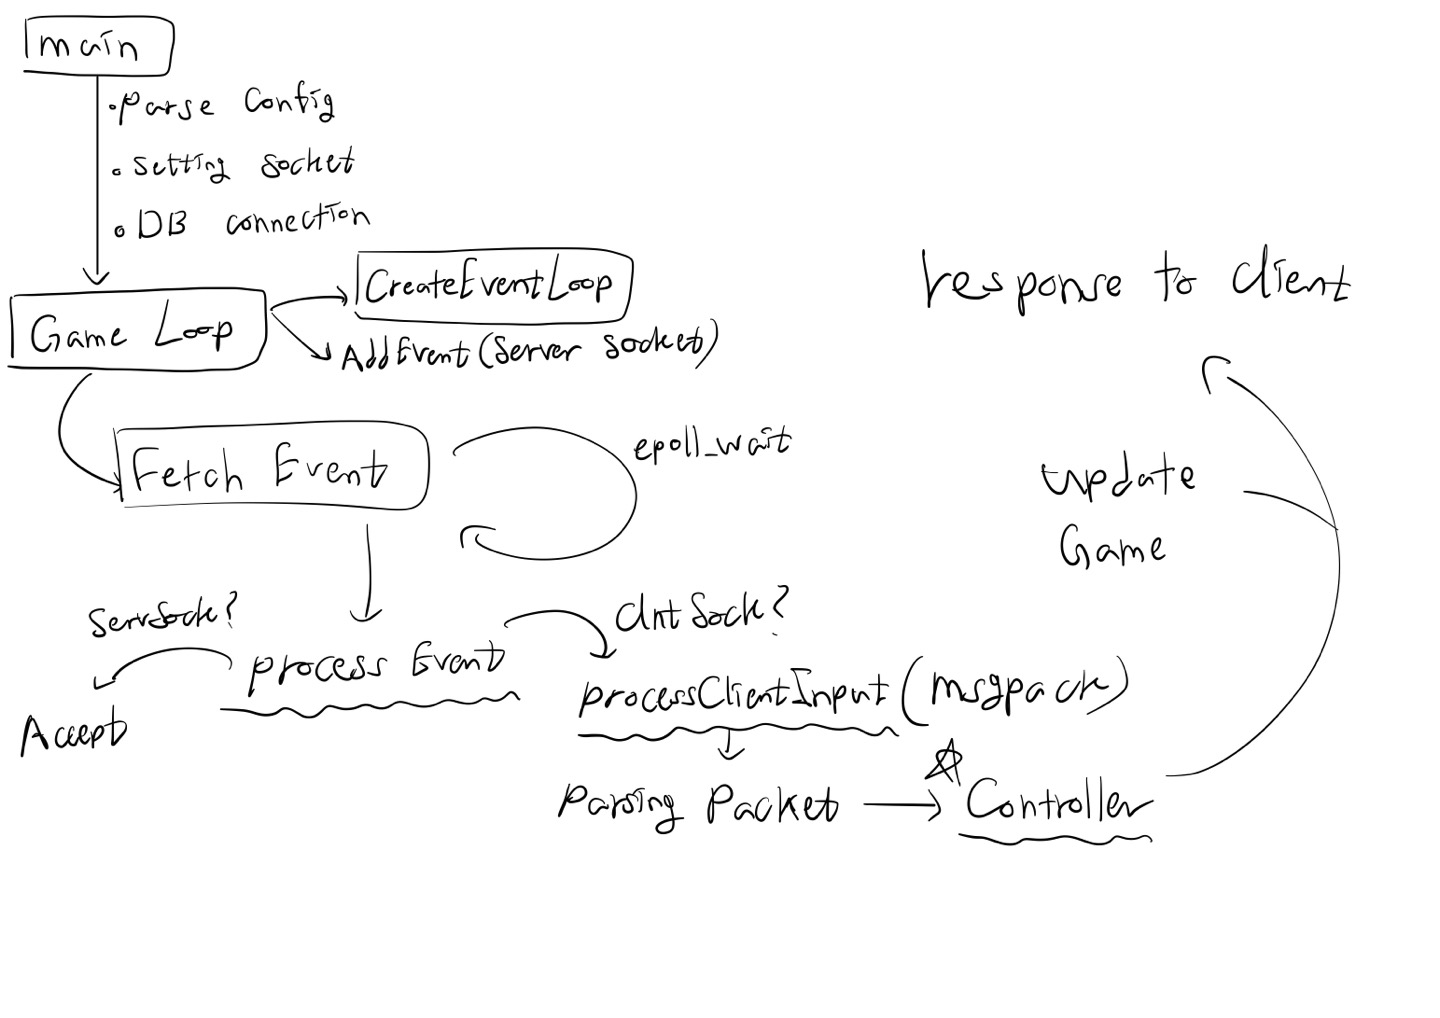 main
• Parse Config
• Setting Socket
• DB connection
Game Loop
CreateEventLoop
AddEvent (Server Socket)
Fetch Event
epoll_wait
ServSock?
process Event
ClntSock?
Accept
processClientInput (msgpack)
Parsing Packet
Controller
update
Game
response to client